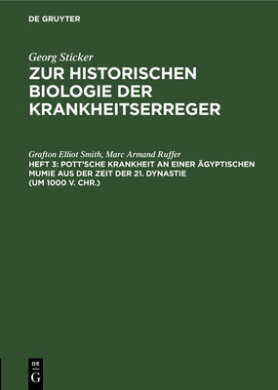 DE GRUYTER
Georg Sticker
ZUR HISTORISCHEN
BIOLOGIE DER
KRANKHEITSERREGER
Grafton Elliot Smith, Marc Armand Ruffer
HEFT 3: POTT'SCHE KRANKHEIT AN EINER ÄGYPTISCHEN
MUMIE AUS DER ZEIT DER 21. DYNASTIE
(UM 1000 V. CHR.)
DE
G